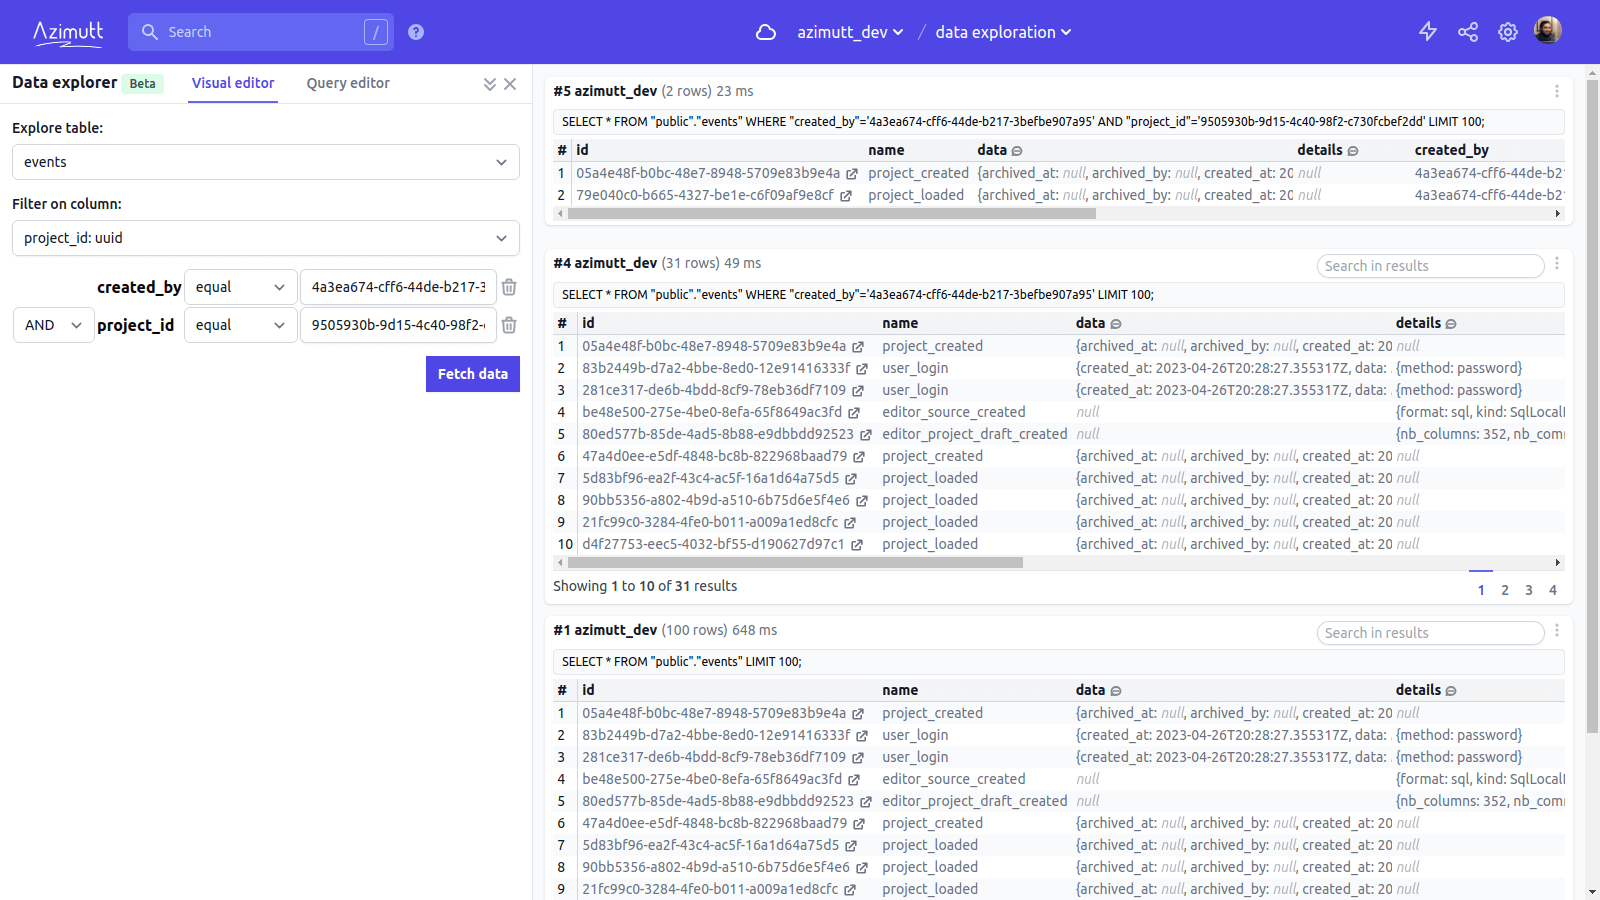 Azimutt
Search /
?
azimutt_dev / data exploration
Data explorer Beta Visual editor Query editor
Explore table:
events
Filter on column:
project_id: uuid
created_by equal 4a3ea674-cff6-44de-b217-3
AND project_id equal 9505930b-9d15-4c40-98f2-
Fetch data
#5 azimutt_dev (2 rows) 23 ms
SELECT * FROM "public"."events" WHERE "created_by"='4a3ea674-cff6-44de-b217-3befbe907a95' AND "project_id"='9505930b-9d15-4c40-98f2-c730fcbef2dd' LIMIT 100;
# id name data details created_by
1 05a4e48f-b0bc-48e7-8948-5709e83b9e4a project_created {archived_at: null, archived_by: null, created_at: 20 null 4a3ea674-cff6-44de-b21
2 79e040c0-b665-4327-be1e-c6f09af9e8cf project_loaded {archived_at: null, archived_by: null, created_at: 20 null 4a3ea674-cff6-44de-b21
#4 azimutt_dev (31 rows) 49 ms Search in results
SELECT * FROM "public"."events" WHERE "created_by"='4a3ea674-cff6-44de-b217-3befbe907a95' LIMIT 100;
# id name data details
1 05a4e48f-b0bc-48e7-8948-5709e83b9e4a project_created {archived_at: null, archived_by: null, created_at: 20 null
2 83b2449b-d7a2-4bbe-8ed0-12e91416333f user_login {created_at: 2023-04-26T20:28:27.355317Z, data: {method: password}
3 281ce317-de6b-4bdd-8cf9-78eb36df7109 user_login {created_at: 2023-04-26T20:28:27.355317Z, data: {method: password}
4 be48e500-275e-4be0-8efa-65f8649ac3fd editor_source_created null {format: sql, kind: SqlLocal
5 80ed577b-85de-4ad5-8b88-e9dbbdd92523 editor_project_draft_created null {nb_columns: 352, nb_com
6 47a4d0ee-e5df-4848-bc8b-822968baad79 project_created {archived_at: null, archived_by: null, created_at: 20 null
7 5d83bf96-ea2f-43c4-ac5f-16a1d64a75d5 project_loaded {archived_at: null, archived_by: null, created_at: 20 null
8 90bb5356-a802-4b9d-a510-6b75d6e5f4e6 project_loaded {archived_at: null, archived_by: null, created_at: 20 null
9 21fc99c0-3284-4fe0-b011-a009a1ed8cfc project_loaded {archived_at: null, archived_by: null, created_at: 20 null
10 d4f27753-eec5-4032-bf55-d190627d97c1 project_loaded {archived_at: null, archived_by: null, created_at: 20 null
Showing 1 to 10 of 31 results 1 2 3 4
#1 azimutt_dev (100 rows) 648 ms Search in results
SELECT * FROM "public"."events" LIMIT 100;
# id name data details
1 05a4e48f-b0bc-48e7-8948-5709e83b9e4a project_created {archived_at: null, archived_by: null, created_at: 20 null
2 83b2449b-d7a2-4bbe-8ed0-12e91416333f user_login {created_at: 2023-04-26T20:28:27.355317Z, data: {method: password}
3 281ce317-de6b-4bdd-8cf9-78eb36df7109 user_login {created_at: 2023-04-26T20:28:27.355317Z, data: {method: password}
4 be48e500-275e-4be0-8efa-65f8649ac3fd editor_source_created null {format: sql, kind: SqlLocal
5 80ed577b-85de-4ad5-8b88-e9dbbdd92523 editor_project_draft_created null {nb_columns: 352, nb_com
6 47a4d0ee-e5df-4848-bc8b-822968baad79 project_created {archived_at: null, archived_by: null, created_at: 20 null
7 5d83bf96-ea2f-43c4-ac5f-16a1d64a75d5 project_loaded {archived_at: null, archived_by: null, created_at: 20 null
8 90bb5356-a802-4b9d-a510-6b75d6e5f4e6 project_loaded {archived_at: null, archived_by: null, created_at: 20 null
9 21fc99c0-3284-4fe0-b011-a009a1ed8cfc project_loaded {archived_at: null, archived_by: null, created_at: 20 null